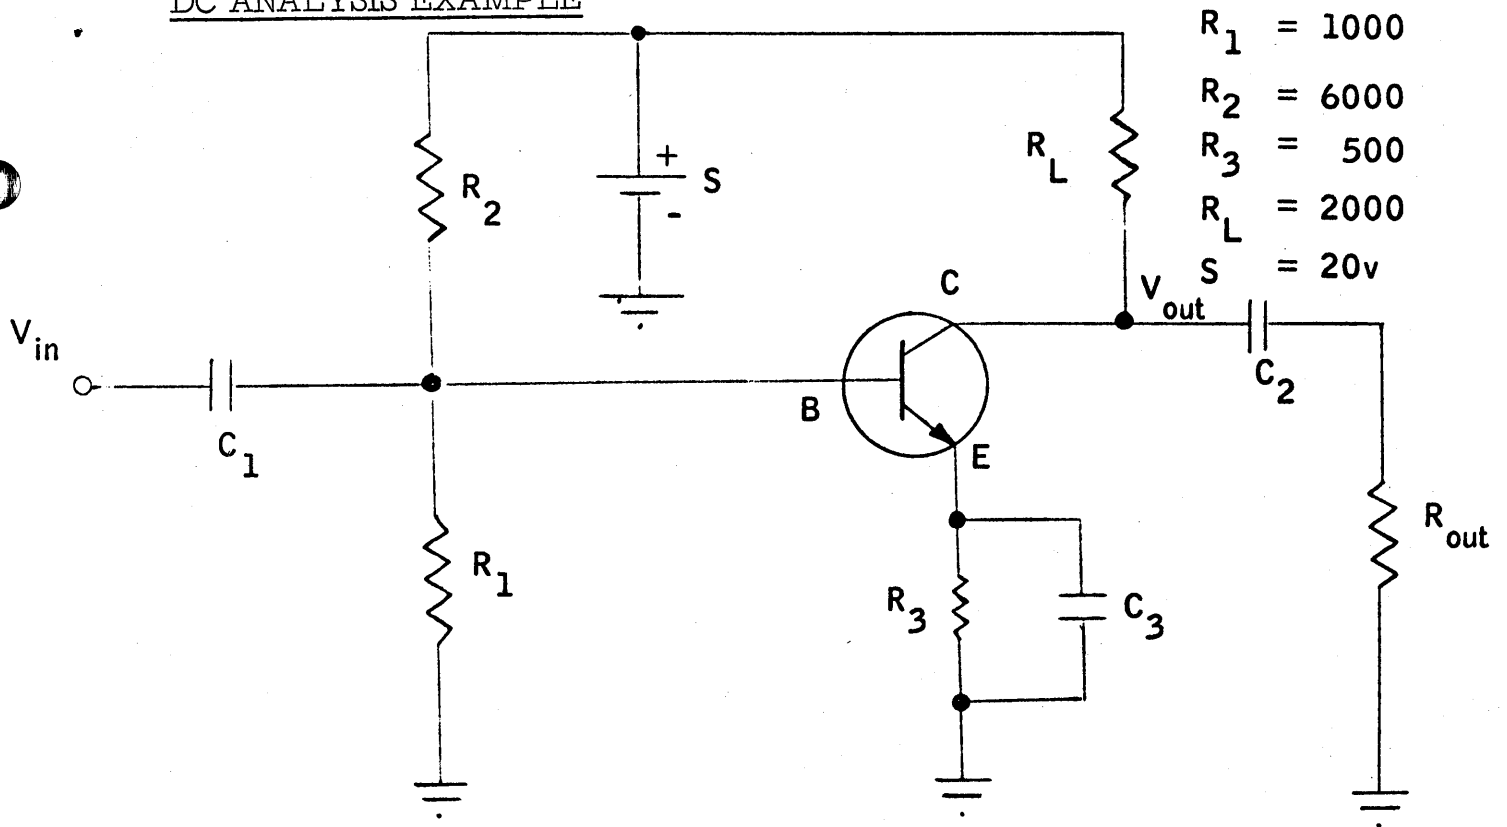 DC ANALYSIS EXAMPLE
R1 = 1000
R2 = 6000
R3 = 500
RL = 2000
S = 20v
R2
+
S
-
RL
C
Vout
Vin
C1
B
E
C2
R1
R3
C3
Rout